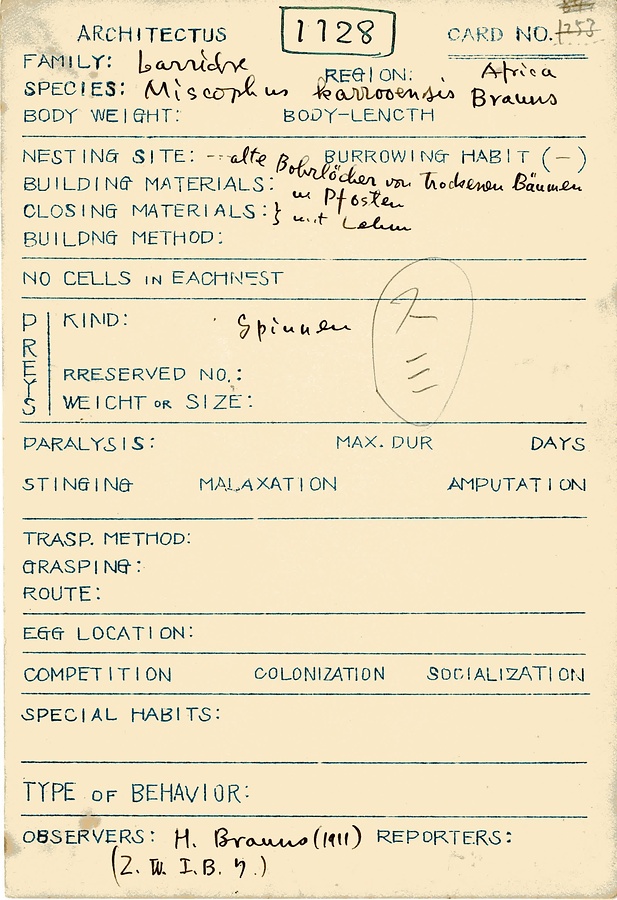 ARCHITECTUS 1128 CARD NO. 1253
FAMILY: Larridae REGION: Africa
SPECIES: Miscophus karrooensis Brauns
BODY WEIGHT: BODY-LENCTH
NESTING SITE: alte Bohrlöcher von trockenen Bäumen BURROWING HABIT (-)
BUILDING MATERIALS: in Pfosten
CLOSING MATERIALS: } mit Lehm
BUILDNG METHOD:
NO CELLS IN EACHNEST
PREYS
KIND: Spinnen
RRESERVED NO.:
WEICHT OR SIZE:
PARALYSIS: MAX. DUR DAYS
STINGING MALAXATION AMPUTATION
TRASP. METHOD:
GRASPING:
ROUTE:
EGG LOCATION:
COMPETITION COLONIZATION SOCIALIZATION
SPECIAL HABITS:
TYPE OF BEHAVIOR:
OBSERVERS: H. Brauns (1911) REPORTERS:
(Z. W. I. B. 7.)